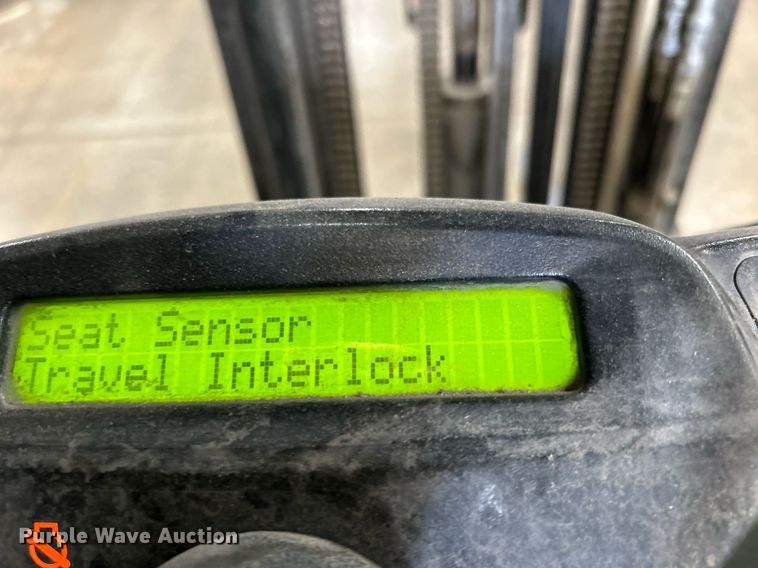 Seat Sensor
Travel Interlock
Purple Wave Auction